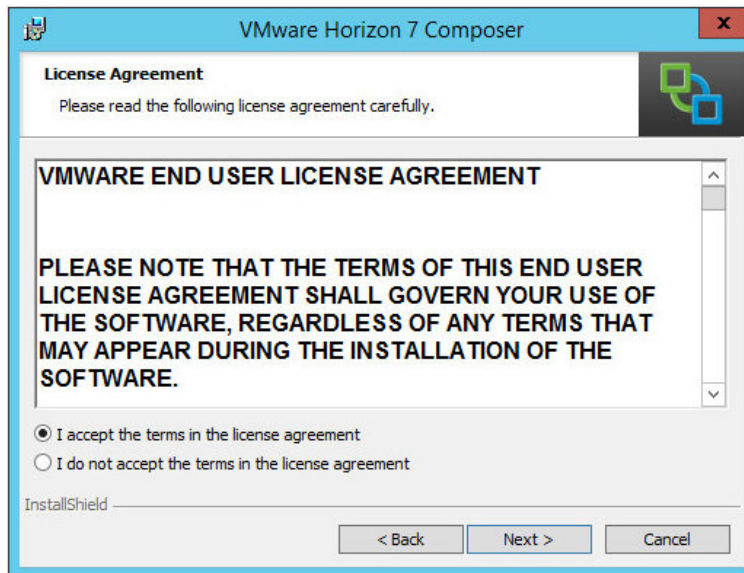 VMware Horizon 7 Composer
x
License Agreement
Please read the following license agreement carefully.
VMWARE END USER LICENSE AGREEMENT
PLEASE NOTE THAT THE TERMS OF THIS END USER
LICENSE AGREEMENT SHALL GOVERN YOUR USE OF
THE SOFTWARE, REGARDLESS OF ANY TERMS THAT
MAY APPEAR DURING THE INSTALLATION OF THE
SOFTWARE.
I accept the terms in the license agreement
I do not accept the terms in the license agreement
InstallShield
< Back
Next >
Cancel